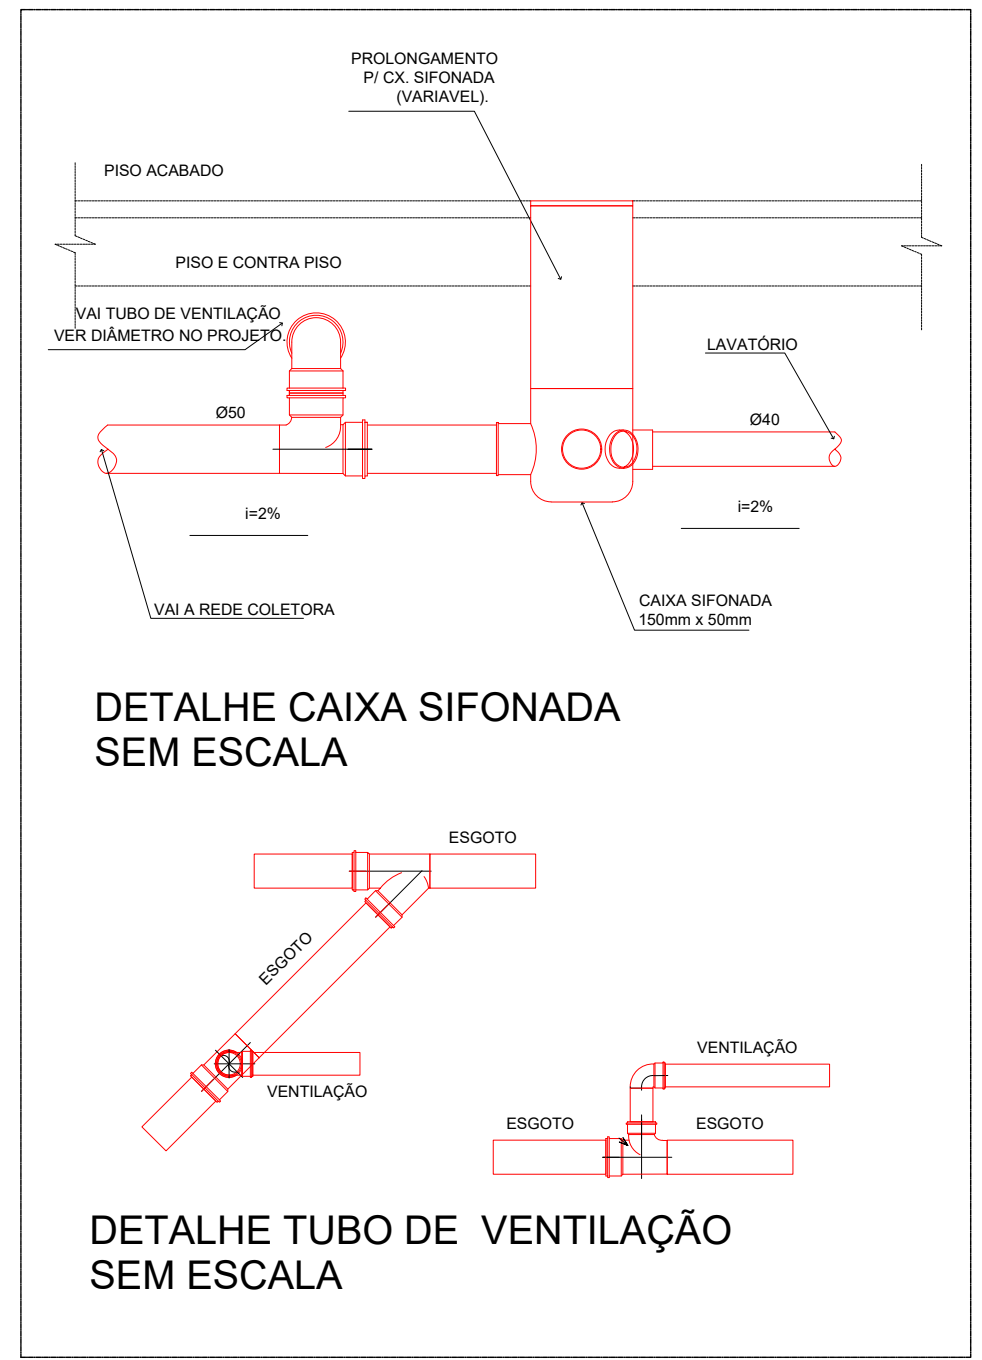 PROLONGAMENTO
P/ CX. SIFONADA
(VARIAVEL).
PISO ACABADO
PISO E CONTRA PISO
VAI TUBO DE VENTILAÇÃO
VER DIÂMETRO NO PROJETO.
LAVATÓRIO
Ø50
Ø40
i=2%
i=2%
VAI A REDE COLETORA
CAIXA SIFONADA
150mm x 50mm
DETALHE CAIXA SIFONADA
SEM ESCALA
ESGOTO
ESGOTO
VENTILAÇÃO
VENTILAÇÃO
ESGOTO
ESGOTO
DETALHE TUBO DE VENTILAÇÃO
SEM ESCALA